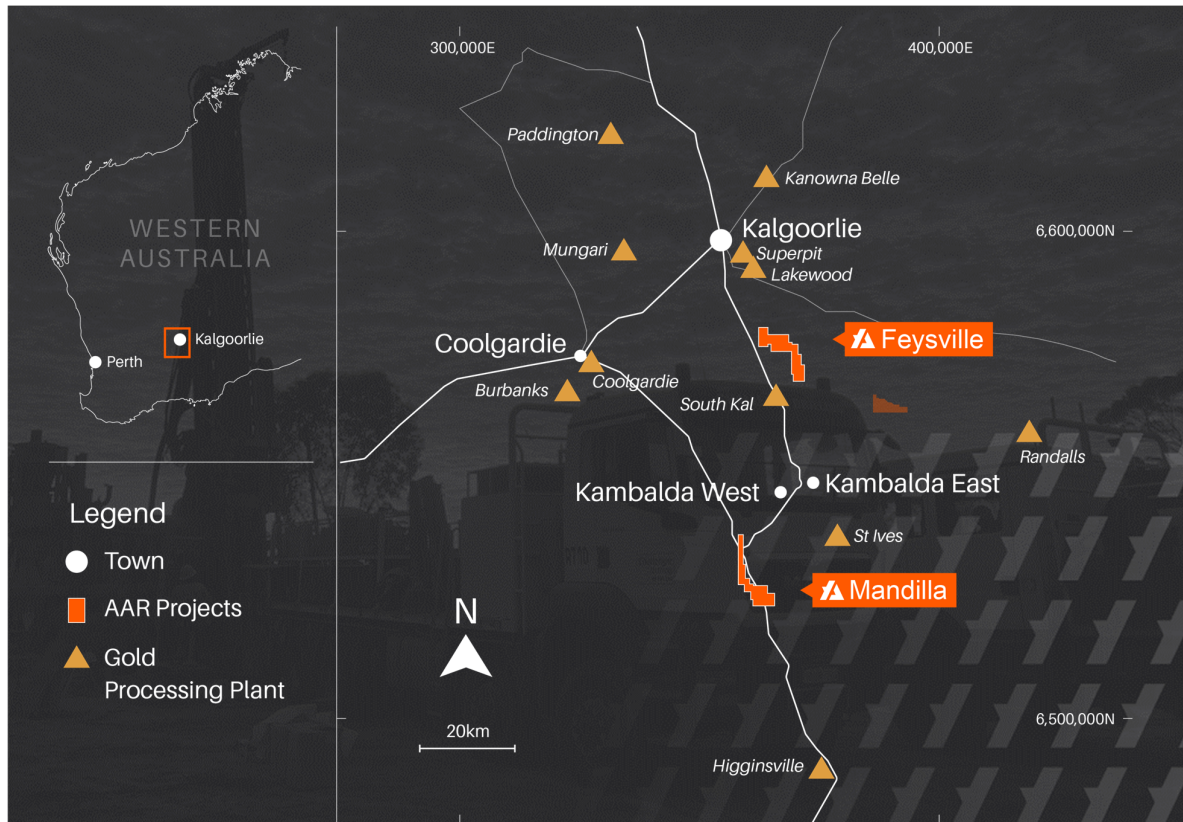 300,000E
400,000E
Paddington
Kanowna Belle
WESTERN
AUSTRALIA
Kalgoorlie
6,600,000N
Mungari
Superpit
Lakewood
Kalgoorlie
Feysville
Coolgardie
Perth
Coolgardie
Burbanks
South Kal
Randalls
Kambalda West
Kambalda East
Legend
St Ives
Town
Mandilla
AAR Projects
N
Gold
Processing Plant
6,500,000N
20km
Higginsville